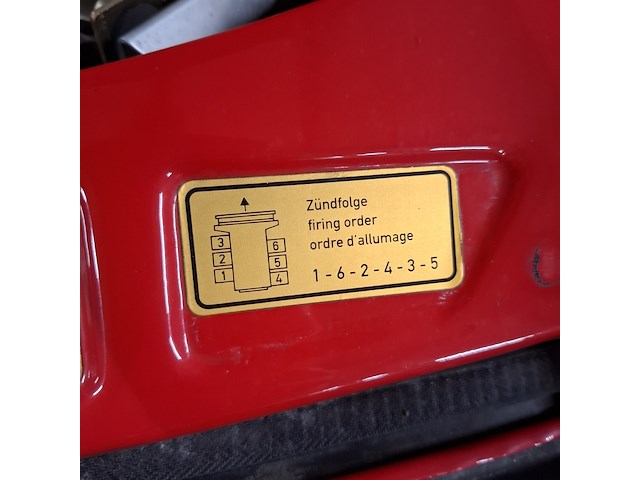 Zündfolge
firing order
ordre d'allumage
1 - 6 - 2 - 4 - 3 - 5
3
2
1
6
5
4